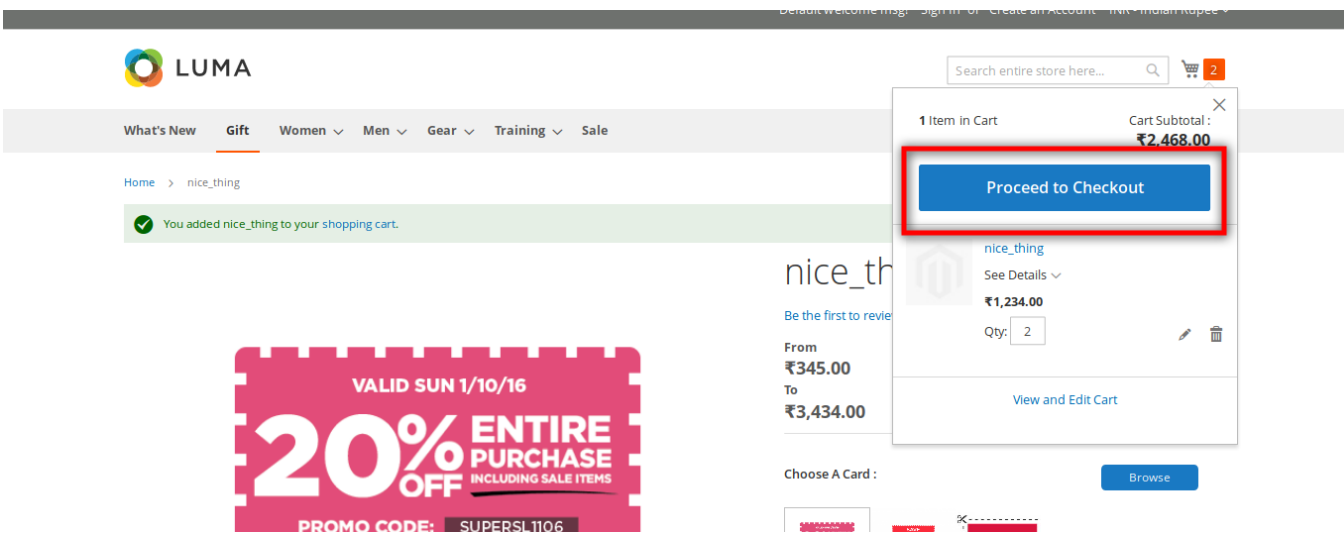 Default welcome msg! Sign In or Create an Account INR - Indian Rupee
LUMA
Search entire store here...
2
What's New Gift Women Men Gear Training Sale
1 Item in Cart
Cart Subtotal :
₹2,468.00
Proceed to Checkout
Home > nice_thing
You added nice_thing to your shopping cart.
nice_thing
See Details
₹1,234.00
Qty: 2
View and Edit Cart
nice_th
Be the first to revie
From
₹345.00
To
₹3,434.00
Choose A Card :
Browse
VALID SUN 1/10/16
20% OFF ENTIRE
PURCHASE
INCLUDING SALE ITEMS
PROMO CODE: SUPERSL1106